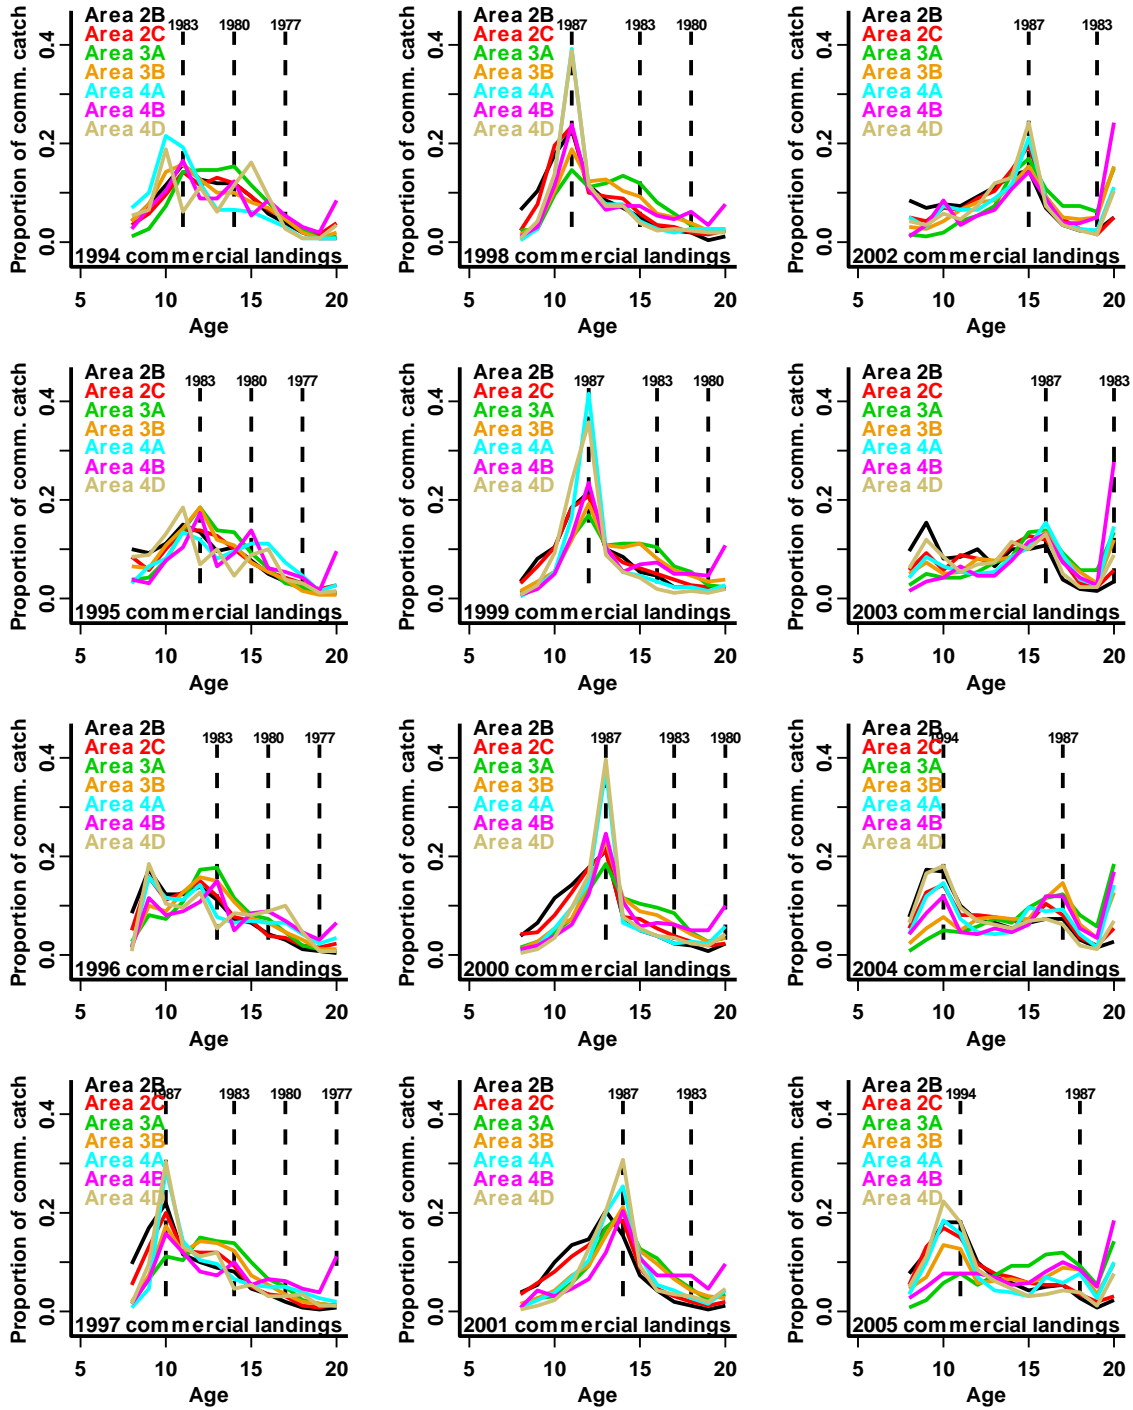 Proportion of comm. catch
0.0 0.2 0.4
Area 2B
Area 2C
Area 3A
Area 3B
Area 4A
Area 4B
Area 4D
1983 1980 1977
1994 commercial landings
5 10 15 20
Age
Proportion of comm. catch
0.0 0.2 0.4
Area 2B
Area 2C
Area 3A
Area 3B
Area 4A
Area 4B
Area 4D
1987 1983 1980
1998 commercial landings
5 10 15 20
Age
Proportion of comm. catch
0.0 0.2 0.4
Area 2B
Area 2C
Area 3A
Area 3B
Area 4A
Area 4B
Area 4D
1987 1983
2002 commercial landings
5 10 15 20
Age
Proportion of comm. catch
0.0 0.2 0.4
Area 2B
Area 2C
Area 3A
Area 3B
Area 4A
Area 4B
Area 4D
1983 1980 1977
1995 commercial landings
5 10 15 20
Age
Proportion of comm. catch
0.0 0.2 0.4
Area 2B
Area 2C
Area 3A
Area 3B
Area 4A
Area 4B
Area 4D
1987 1983 1980
1999 commercial landings
5 10 15 20
Age
Proportion of comm. catch
0.0 0.2 0.4
Area 2B
Area 2C
Area 3A
Area 3B
Area 4A
Area 4B
Area 4D
1987 1983
2003 commercial landings
5 10 15 20
Age
Proportion of comm. catch
0.0 0.2 0.4
Area 2B
Area 2C
Area 3A
Area 3B
Area 4A
Area 4B
Area 4D
1983 1980 1977
1996 commercial landings
5 10 15 20
Age
Proportion of comm. catch
0.0 0.2 0.4
Area 2B
Area 2C
Area 3A
Area 3B
Area 4A
Area 4B
Area 4D
1987 1983 1980
2000 commercial landings
5 10 15 20
Age
Proportion of comm. catch
0.0 0.2 0.4
Area 2B
Area 2C
Area 3A
Area 3B
Area 4A
Area 4B
Area 4D
1994 1987
2004 commercial landings
5 10 15 20
Age
Proportion of comm. catch
0.0 0.2 0.4
Area 2B
Area 2C
Area 3A
Area 3B
Area 4A
Area 4B
Area 4D
1987 1983 1980 1977
1997 commercial landings
5 10 15 20
Age
Proportion of comm. catch
0.0 0.2 0.4
Area 2B
Area 2C
Area 3A
Area 3B
Area 4A
Area 4B
Area 4D
1987 1983
2001 commercial landings
5 10 15 20
Age
Proportion of comm. catch
0.0 0.2 0.4
Area 2B
Area 2C
Area 3A
Area 3B
Area 4A
Area 4B
Area 4D
1994 1987
2005 commercial landings
5 10 15 20
Age